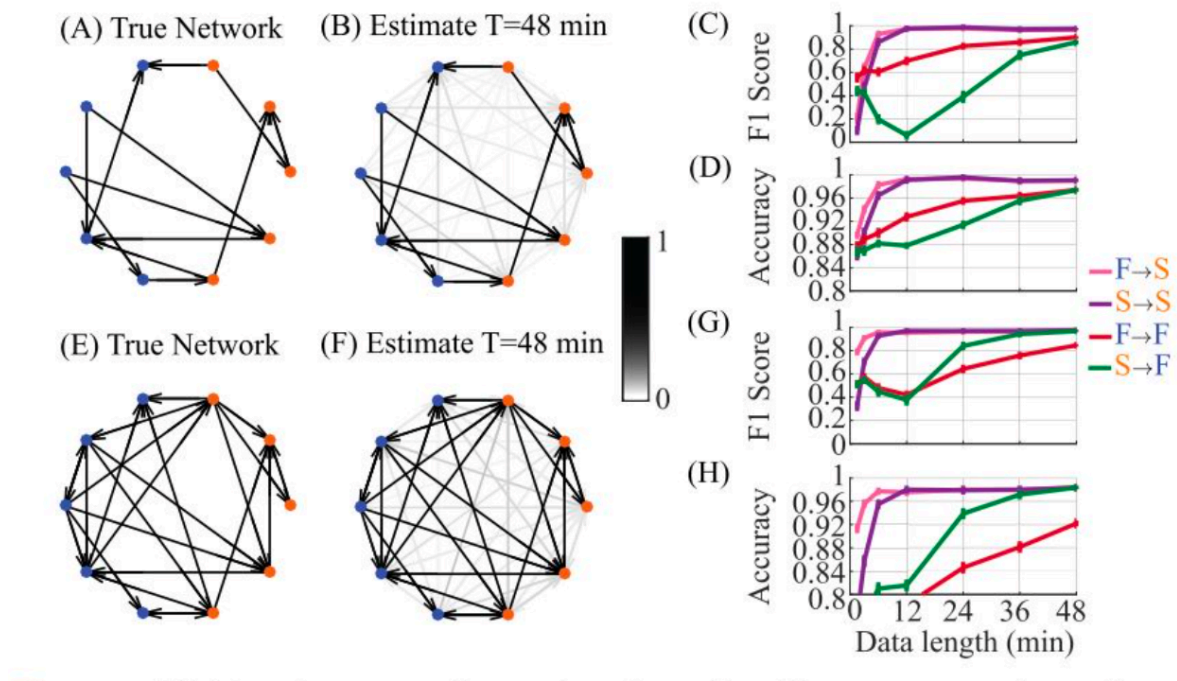 (A) True Network
(B) Estimate T=48 min
(C)
F1 Score
1
0.8
0.6
0.4
0.2
0
(D)
Accuracy
1
0.96
0.92
0.88
0.84
0.8
1
0
F→S
S→S
F→F
S→F
(E) True Network
(F) Estimate T=48 min
(G)
F1 Score
1
0.8
0.6
0.4
0.2
0
(H)
Accuracy
1
0.96
0.92
0.88
0.84
0.8
0 12 24 36 48
Data length (min)